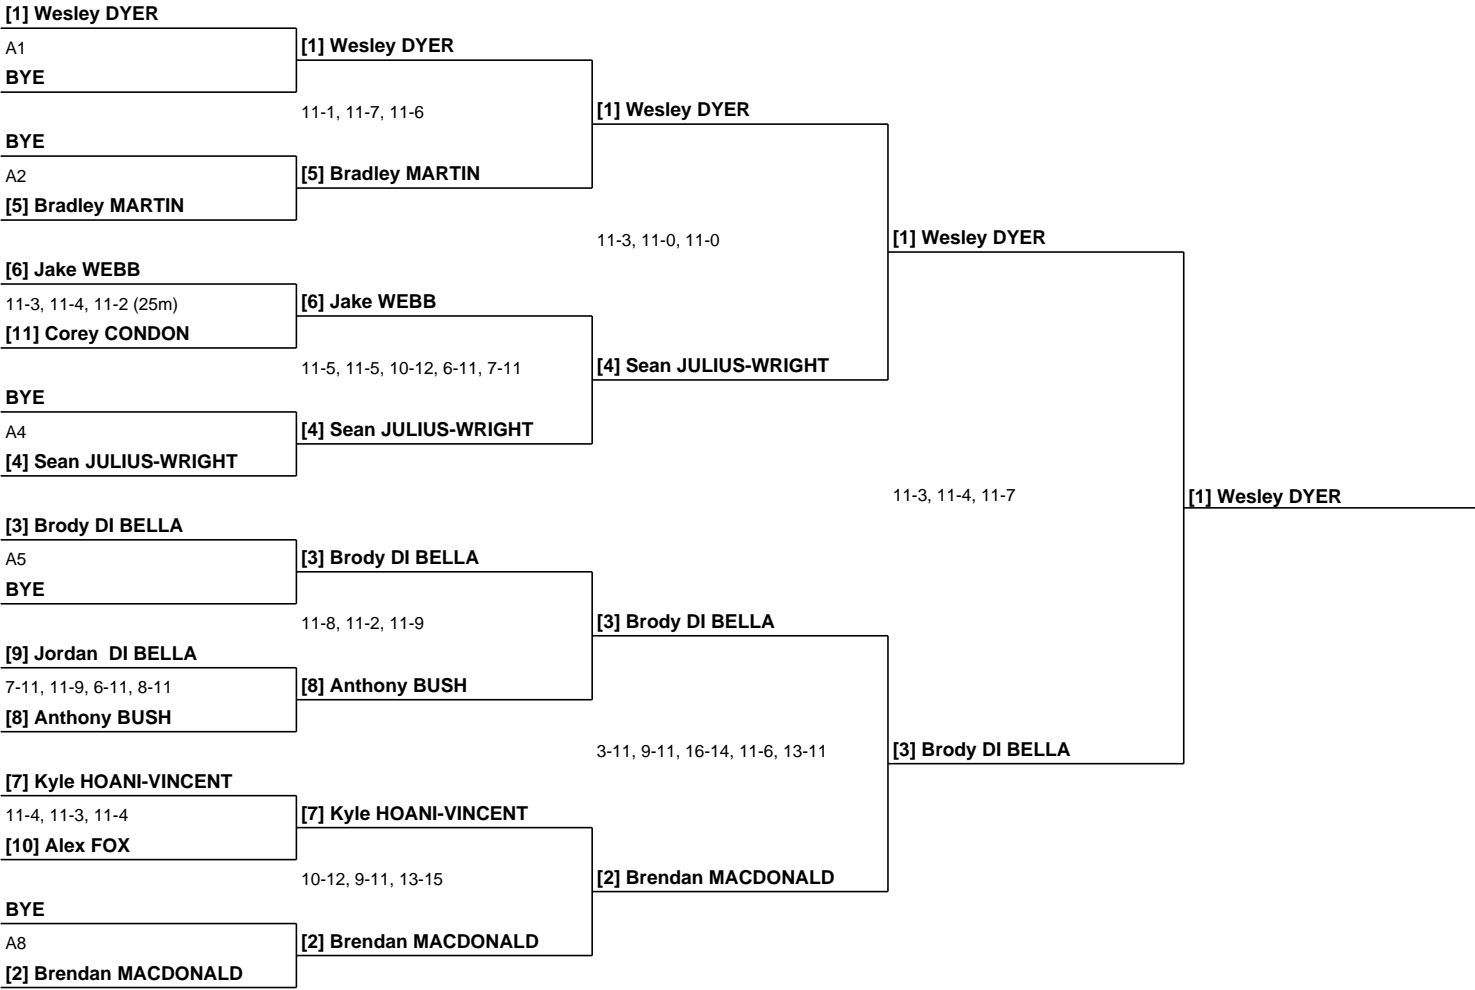 [1] Wesley DYER
A1
BYE
BYE
A2
[5] Bradley MARTIN
[6] Jake WEBB
11-3, 11-4, 11-2 (25m)
[11] Corey CONDON
BYE
A4
[4] Sean JULIUS-WRIGHT
[3] Brody DI BELLA
A5
BYE
[9] Jordan  DI BELLA
7-11, 11-9, 6-11, 8-11
[8] Anthony BUSH
[7] Kyle HOANI-VINCENT
11-4, 11-3, 11-4
[10] Alex FOX
BYE
A8
[2] Brendan MACDONALD
[1] Wesley DYER
11-1, 11-7, 11-6
[5] Bradley MARTIN
[6] Jake WEBB
11-5, 11-5, 10-12, 6-11, 7-11
[4] Sean JULIUS-WRIGHT
[3] Brody DI BELLA
11-8, 11-2, 11-9
[8] Anthony BUSH
[7] Kyle HOANI-VINCENT
10-12, 9-11, 13-15
[2] Brendan MACDONALD
[1] Wesley DYER
11-3, 11-0, 11-0
[4] Sean JULIUS-WRIGHT
[3] Brody DI BELLA
3-11, 9-11, 16-14, 11-6, 13-11
[2] Brendan MACDONALD
[1] Wesley DYER
11-3, 11-4, 11-7
[3] Brody DI BELLA
[1] Wesley DYER